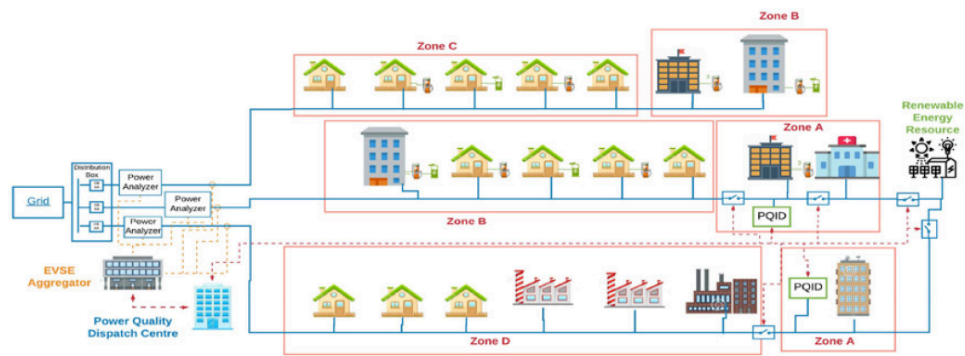 Zone B
Zone C
Renewable
Energy
Resource
Zone A
Distribution
Box
Power
Analyzer
Grid
Power
Analyzer
Zone B
PQID
Power
Analyzer
EVSE
Aggregator
PQID
Power Quality
Dispatch Centre
Zone D
Zone A